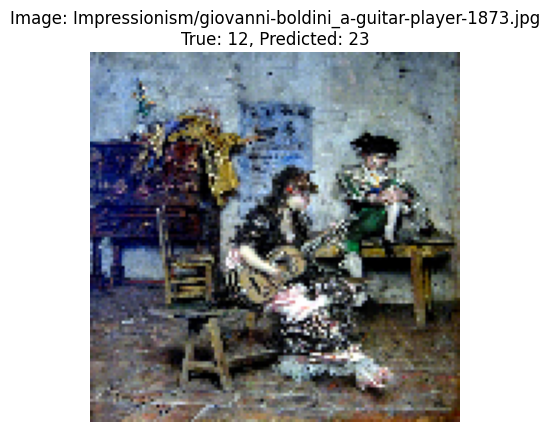 Image: Impressionism/giovanni-boldini_a-guitar-player-1873.jpg
True: 12, Predicted: 23